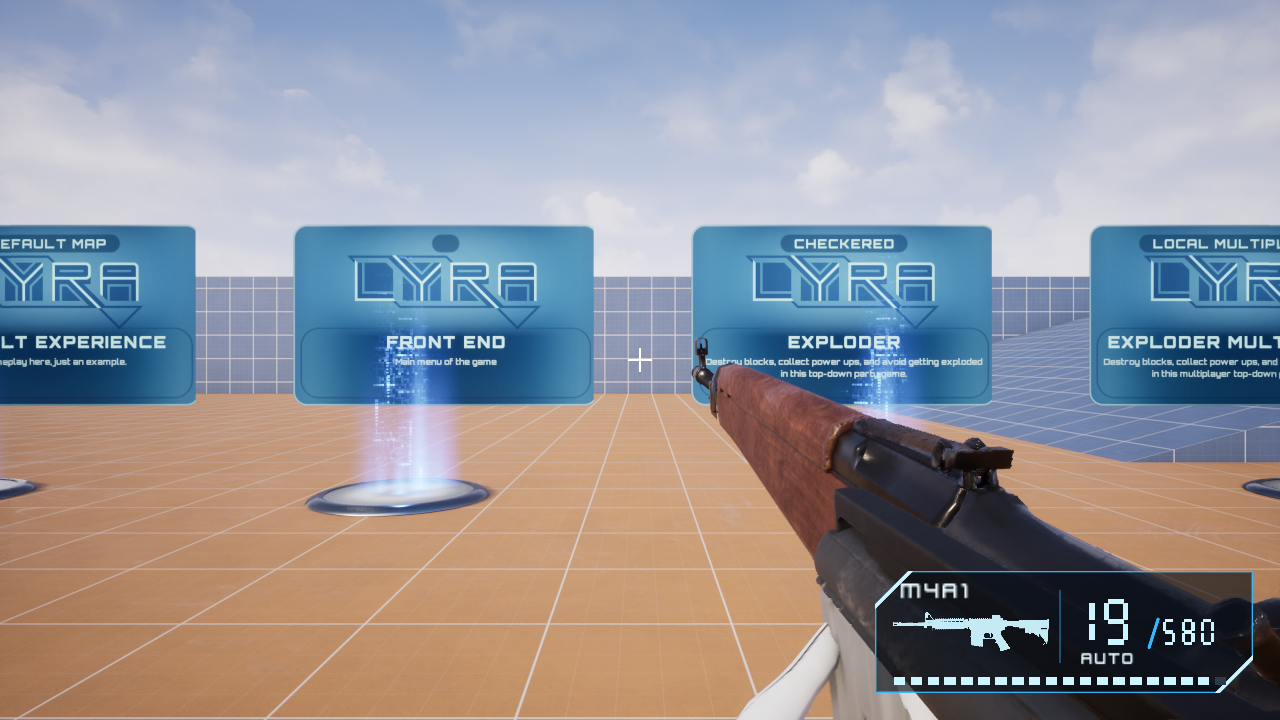 EFAULT MAP
LYRA
LT EXPERIENCE
eplay here, just an example.
LYRA
FRONT END
Main menu of the game
CHECKERED
LYRA
EXPLODER
Destroy blocks, collect power ups, and avoid getting exploded
in this top-down party game.
LOCAL MULTIPL
LYR
EXPLODER MULT
Destroy blocks, collect power ups, and
in this multiplayer top-down
M4A1
19
/580
AUTO